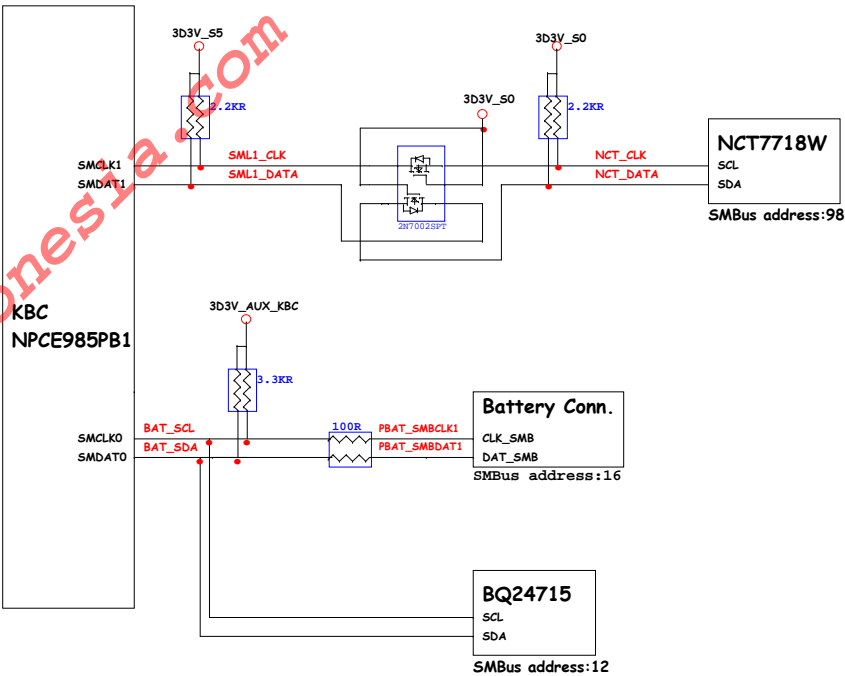 3D3V_S5
3D3V_S0
3D3V_S0
2.2KR
2.2KR
SMCLK1
SML1_CLK
NCT_CLK
NCT7718W
SCL
SMDAT1
SML1_DATA
NCT_DATA
SDA
2N7002SPT
SMBus address:98
onesia.com
KBC
NPCE985PB1
3D3V_AUX_KBC
3.3KR
SMCLK0
BAT_SCL
100R
PBAT_SMBCLK1
Battery Conn.
CLK_SMB
SMDAT0
BAT_SDA
PBAT_SMBDAT1
DAT_SMB
SMBus address:16
BQ24715
SCL
SDA
SMBus address:12